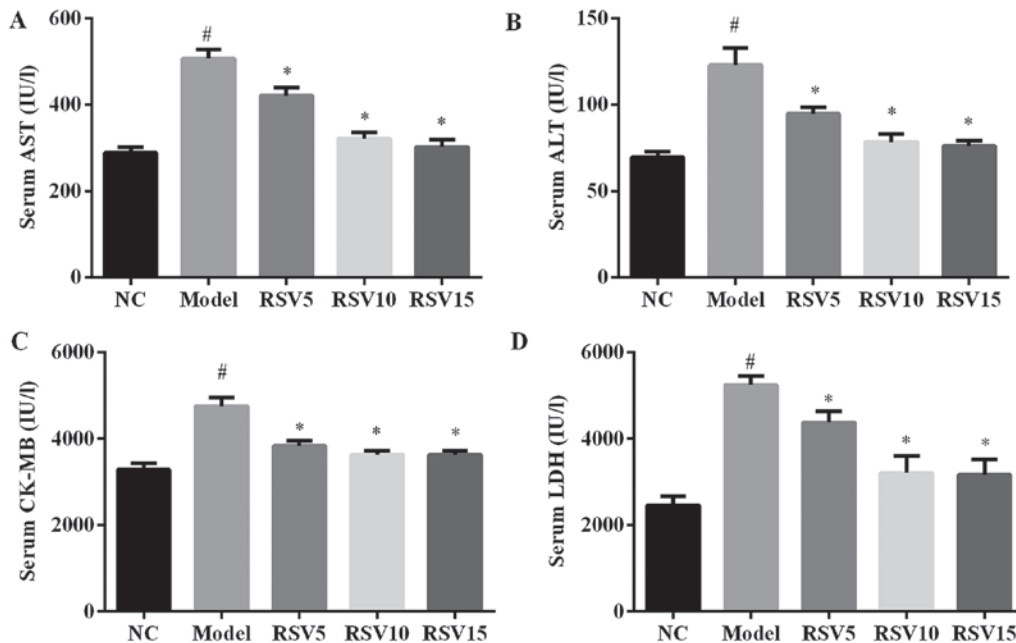 A
Serum AST (IU/l)
600
400
200
0
#
*
*
*
NC Model RSV5 RSV10 RSV15
B
Serum ALT (IU/l)
150
100
50
0
#
*
*
*
NC Model RSV5 RSV10 RSV15
C
Serum CK-MB (IU/l)
6000
4000
2000
0
#
*
*
*
NC Model RSV5 RSV10 RSV15
D
Serum LDH (IU/l)
6000
4000
2000
0
#
*
*
*
NC Model RSV5 RSV10 RSV15